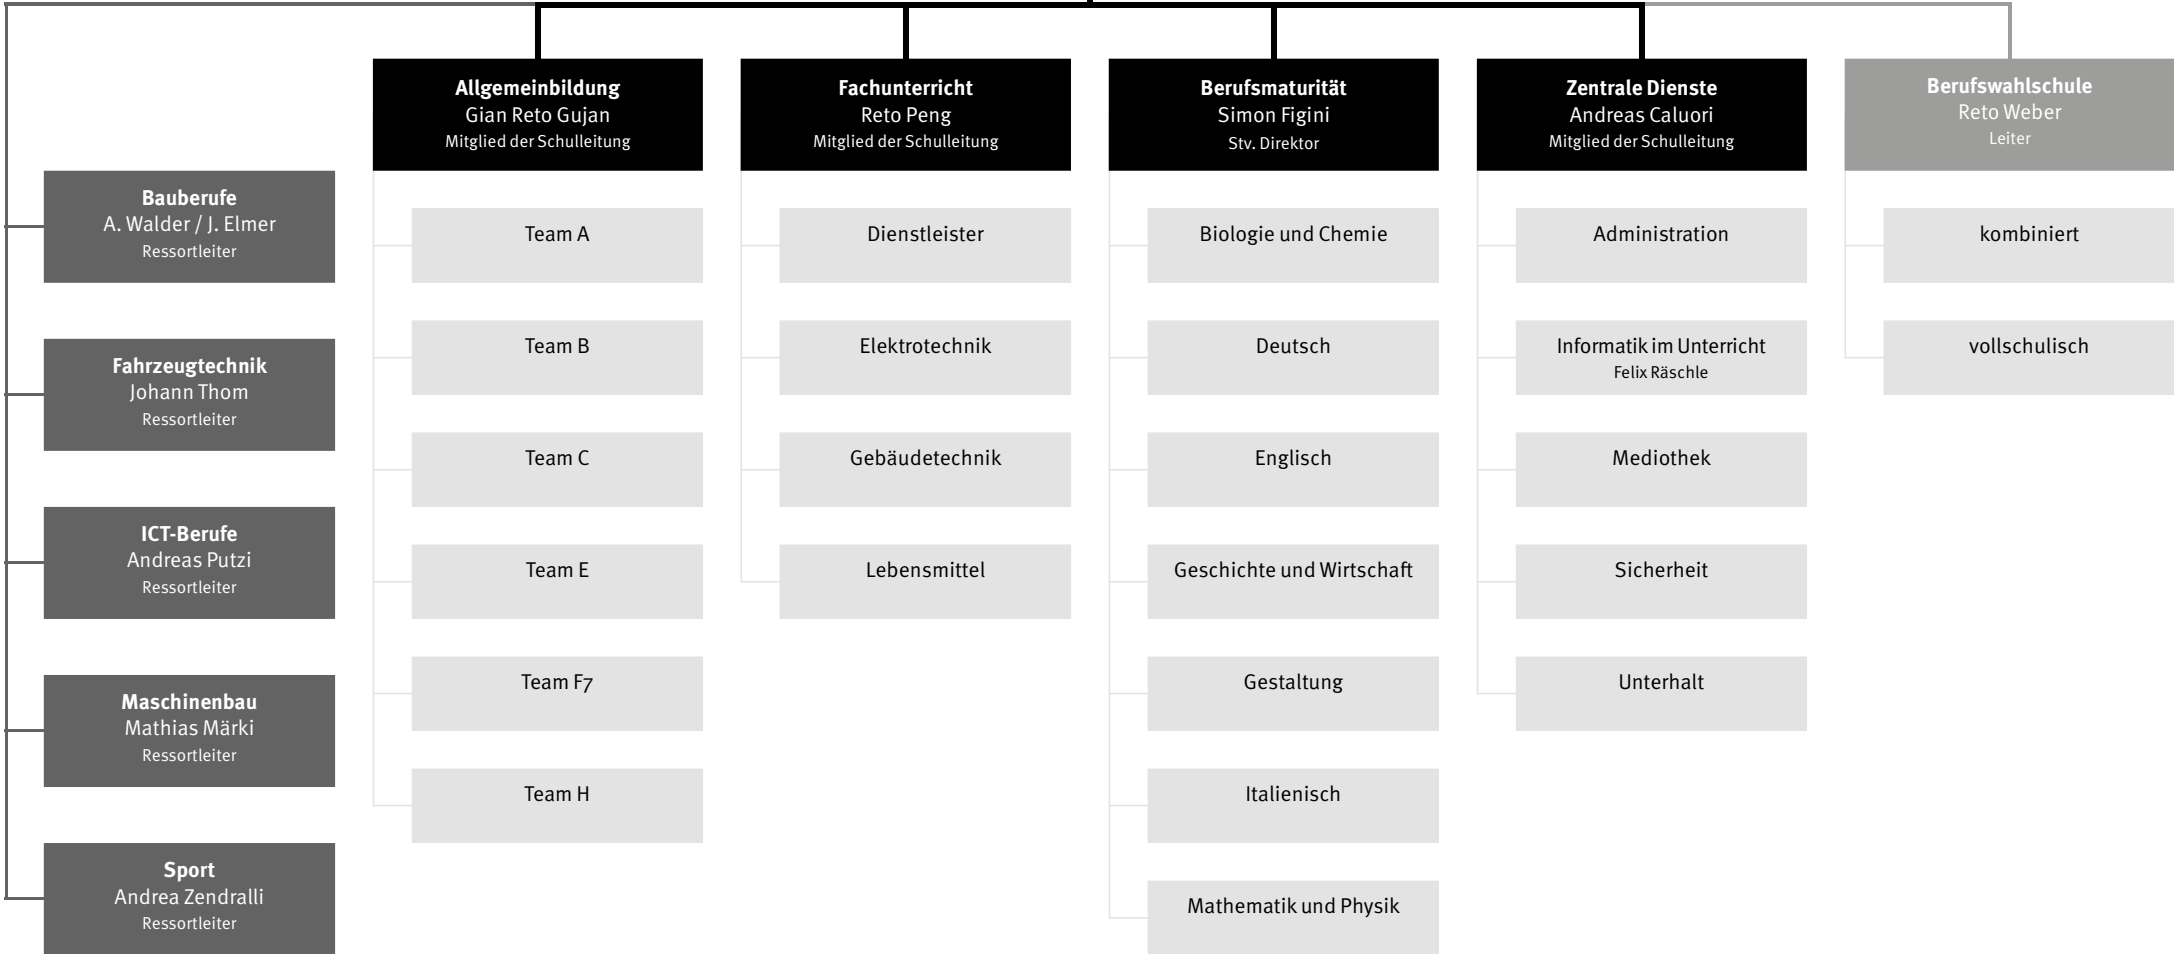 Allgemeinbildung
Gian Reto Gujan
Mitglied der Schulleitung
Fachunterricht
Reto Peng
Mitglied der Schulleitung
Berufsmaturität
Simon Figini
Stv. Direktor
Zentrale Dienste
Andreas Caluori
Mitglied der Schulleitung
Berufswahlschule
Reto Weber
Leiter
Bauberufe
A. Walder / J. Elmer
Ressortleiter
Fahrzeugtechnik
Johann Thom
Ressortleiter
ICT-Berufe
Andreas Putzi
Ressortleiter
Maschinenbau
Mathias Märki
Ressortleiter
Sport
Andrea Zendralli
Ressortleiter
Team A
Team B
Team C
Team E
Team F7
Team H
Dienstleister
Elektrotechnik
Gebäudetechnik
Lebensmittel
Biologie und Chemie
Deutsch
Englisch
Geschichte und Wirtschaft
Gestaltung
Italienisch
Mathematik und Physik
Administration
Informatik im Unterricht
Felix Räschle
Mediothek
Sicherheit
Unterhalt
kombiniert
vollschulisch